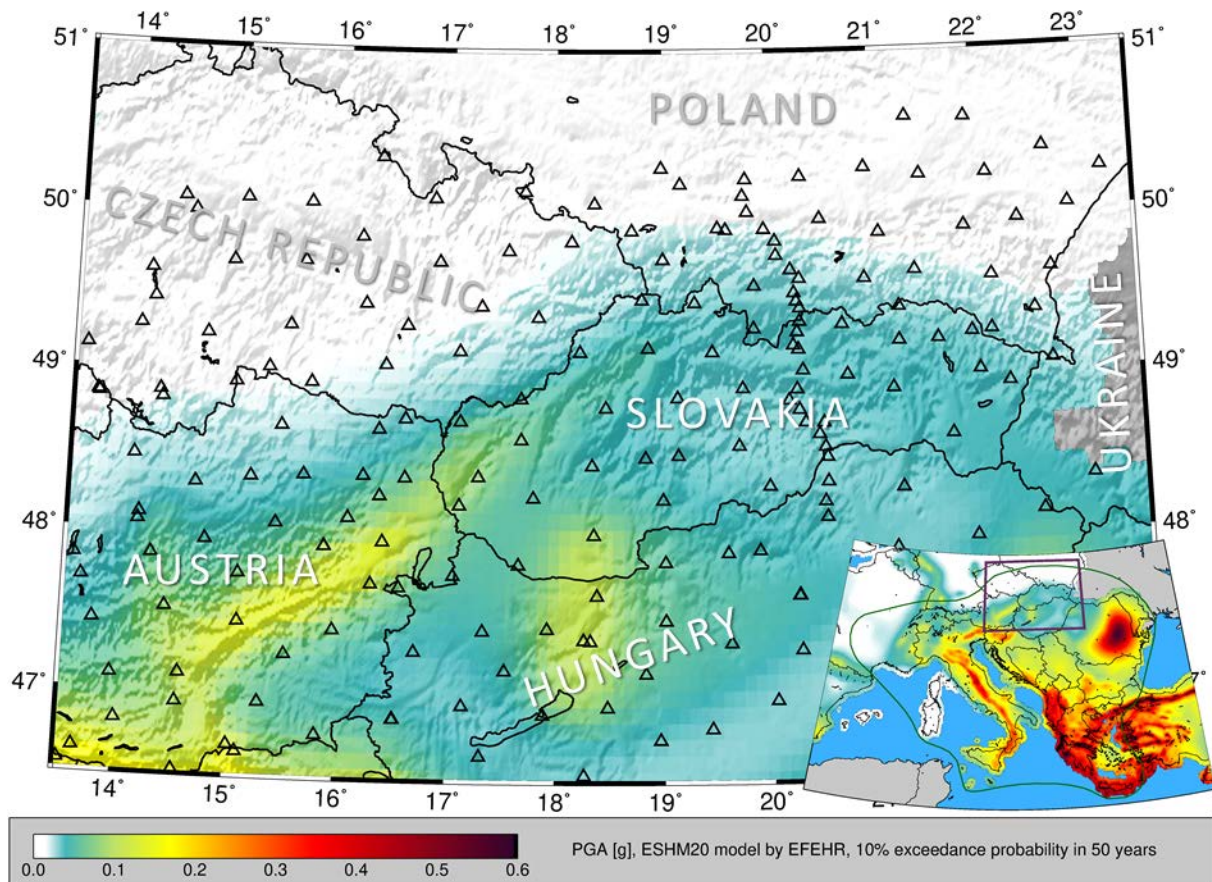 14° 15° 16° 17° 18° 19° 20° 21° 22° 23°
51° 51°
POLAND
50° 50°
CZECH REPUBLIC
UKRAINE
49° 49°
SLOVAKIA
48° 48°
AUSTRIA
HUNGARY
47° 47°
14° 15° 16° 17° 18° 19° 20°
0.0 0.2 0.4 0.6
0.1 0.3 0.5
PGA [g], ESHM20 model by EFEHR, 10% exceedance probability in 50 years